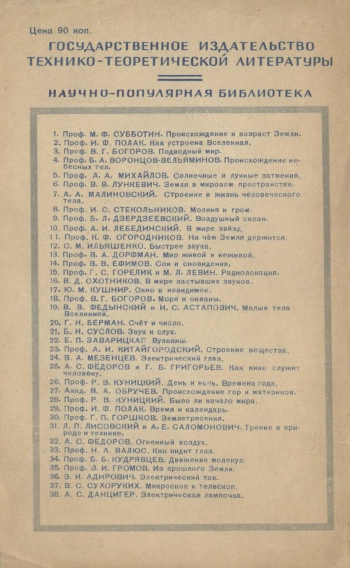 Цена 90 коп.
ГОСУДАРСТВЕННОЕ ИЗДАТЕЛЬСТВО
ТЕХНИКО-ТЕОРЕТИЧЕСКОЙ ЛИТЕРАТУРЫ
НАУЧНО-ПОПУЛЯРНАЯ БИБЛИОТЕКА
1. Проф. М. Ф. СУББОТИН. Происхождение и возраст Земли.
2. Проф. И. Ф. ПОЛАК. Как устроена Вселенная.
3. Проф. В. Г. БОГОРОВ. Подводный мир.
4. Проф. Б. А. ВОРОНЦОВ-ВЕЛЬЯМИНОВ. Происхождение не-
бесных тел.
5. Проф. А. А. МИХАЙЛОВ. Солнечные и лунные затмения.
6. Проф. В. В. ЛУНКЕВИЧ. Земля в мировом пространстве.
7. А. А. МАЛИНОВСКИЙ. Строение и жизнь человеческого
тела.
8. Проф. И. С. СТЕКОЛЬНИКОВ. Молния и гром.
9. Проф. Б. Л. ДЗЕРДЗЕЕВСКИЙ. Воздушный океан.
10. Проф. А. И. ЛЕБЕДИНСКИЙ. В мире звёзд.
11. Проф. К. Ф. ОГОРОДНИКОВ. На чём Земля держится.
12. С. М. ИЛЬЯШЕНКО. Быстрее звука.
13. Проф. В. А. ДОРФМАН. Мир живой и неживой.
14. Проф. В. В. ЕФИМОВ. Сон и сновидения.
15. Проф. Г. С. ГОРЕЛИК и М. Л. ЛЕВИН. Радиолокация.
16. В. Д. ОХОТНИКОВ. В мире застывших звуков.
17. Ю. М. КУШНИР. Окно в невидимое.
18. Проф. В. Г. БОГОРОВ. Моря и океаны.
19. В. В. ФЕДЫНСКИЙ и И. С. АСТАПОВИЧ. Малые тела
Вселенной.
20. Г. Н. БЕРМАН. Счёт и число.
21. Б. Н. СУСЛОВ. Звук и слух.
22. Е. П. ЗАВАРИЦКАЯ. Вулканы.
23. Проф. А. И. КИТАЙГОРОДСКИЙ. Строение вещества.
24. В. А. МЕЗЕНЦЕВ. Электрический глаз.
25. А. С. ФЁДОРОВ и Г. Б. ГРИГОРЬЕВ. Как кино служит
человеку.
26. Проф. Р. В. КУНИЦКИЙ. День и ночь. Времена года.
27. Акад. В. А. ОБРУЧЕВ. Происхождение гор и материков.
28. Проф. Р. В. КУНИЦКИЙ. Было ли начало мира.
29. Проф. И. Ф. ПОЛАК. Время и календарь.
30. Проф. Г. П. ГОРШКОВ. Землетрясения.
31. Л. П. ЛИСОВСКИЙ и А. Е. САЛОМОНОВИЧ. Трение в при-
роде и технике.
32. А. С. ФЁДОРОВ. Огненный воздух.
33. Проф. Н. А. ВАЛЮС. Как видит глаз.
34. Проф. Б. Б. КУДРЯВЦЕВ. Движение молекул.
35. Проф. З. И. ГРОМОВ. Из прошлого Земли.
36. Э. И. АДИРОВИЧ. Электрический ток.
37. В. С. СУХОРУКИХ. Микроскоп и телескоп.
38. А. С. ДАНЦИГЕР. Электрическая лампочка.